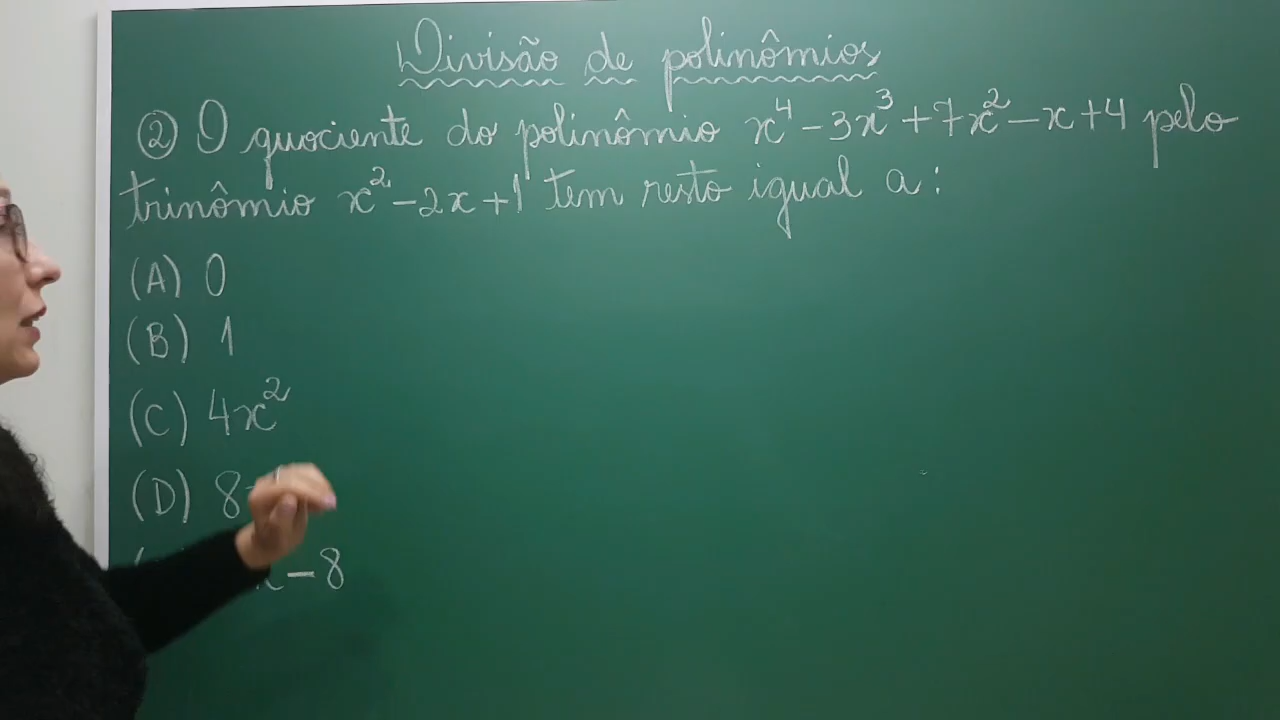 Divisão de polinômios
② O quociente do polinômio x⁴ - 3x³ + 7x² - x + 4 pelo
trinômio x² - 2x + 1 tem resto igual a:
(A) 0
(B) 1
(C) 4x²
(D) 8
x - 8